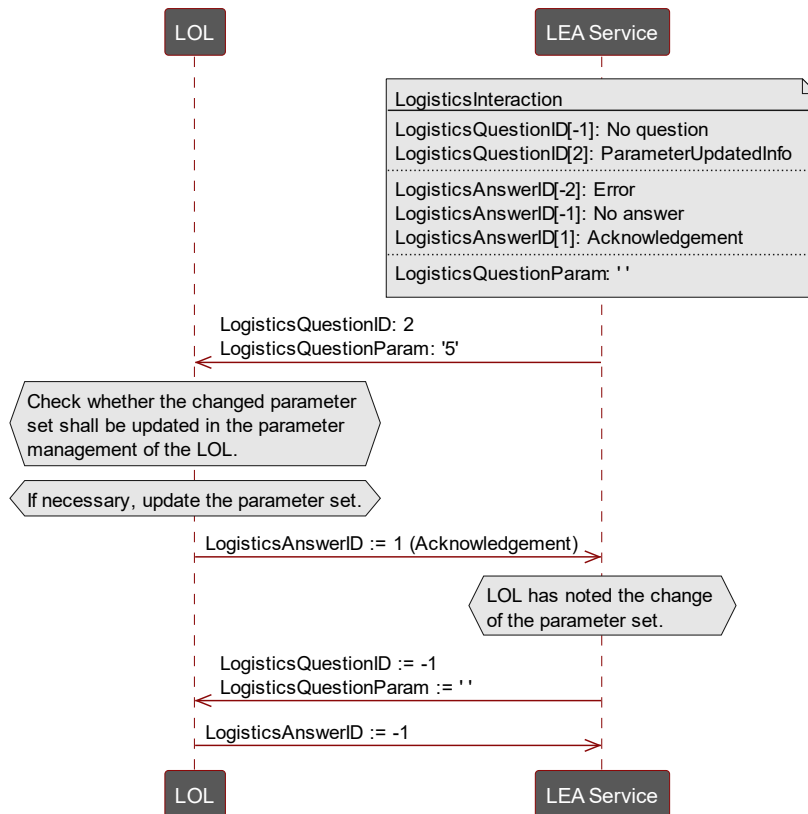 LOL
LEA Service
LogisticsInteraction
LogisticsQuestionID[-1]: No question
LogisticsQuestionID[2]: ParameterUpdatedInfo
LogisticsAnswerID[-2]: Error
LogisticsAnswerID[-1]: No answer
LogisticsAnswerID[1]: Acknowledgement
LogisticsQuestionParam: ' '
LogisticsQuestionID: 2
LogisticsQuestionParam: '5'
Check whether the changed parameter
set shall be updated in the parameter
management of the LOL.
If necessary, update the parameter set.
LogisticsAnswerID := 1 (Acknowledgement)
LOL has noted the change
of the parameter set.
LogisticsQuestionID := -1
LogisticsQuestionParam := ' '
LogisticsAnswerID := -1
LOL
LEA Service